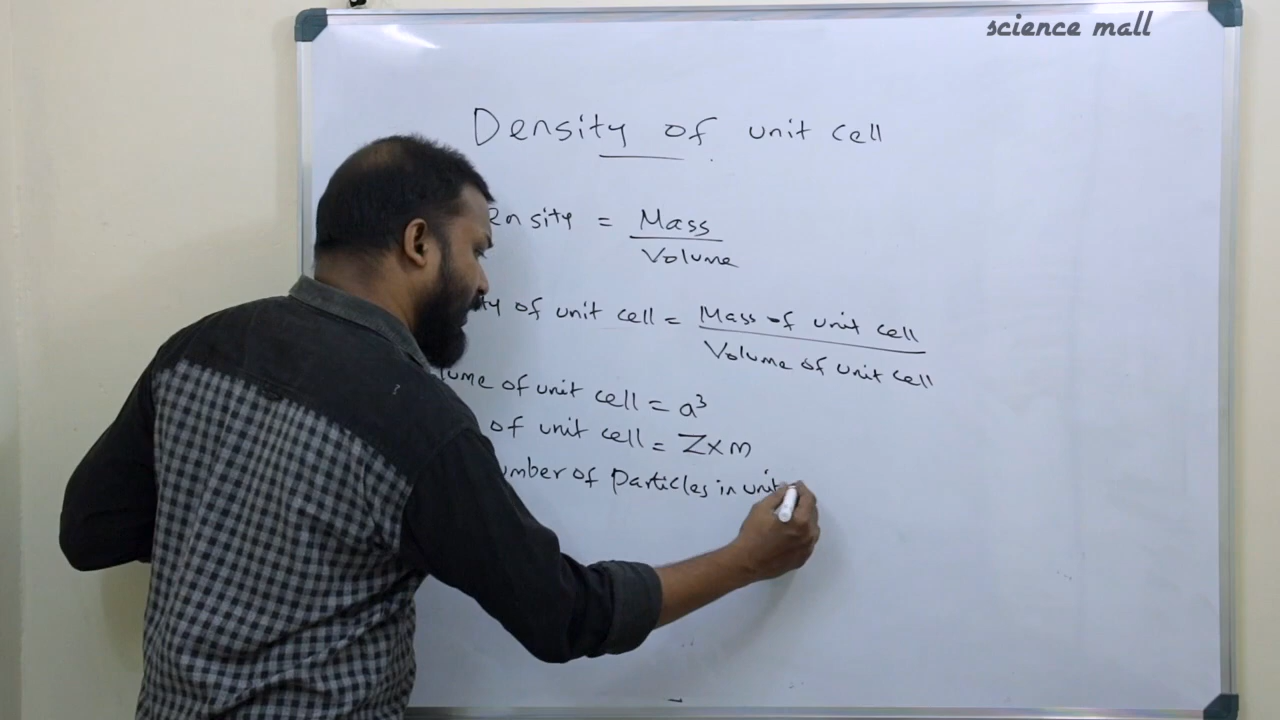 science mall
Density of unit cell
ensity = Mass
Volume
ty of unit cell = Mass of unit cell
Volume of unit cell
lume of unit cell = a³
of unit cell = Z×m
umber of Particles in unit